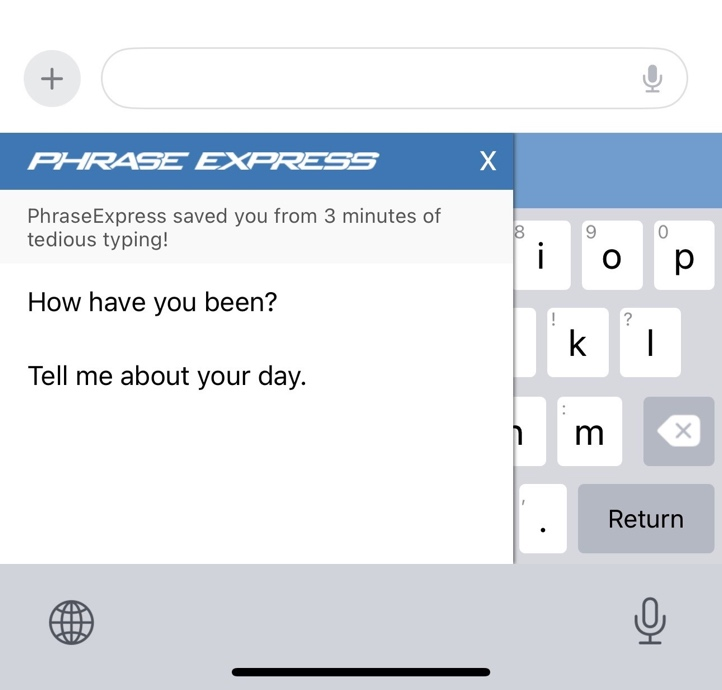 PHRASE EXPRESS X
PhraseExpress saved you from 3 minutes of
tedious typing!
How have you been?
Tell me about your day.
8 i 9 o 0 p
! k ? l
: m
' .
Return